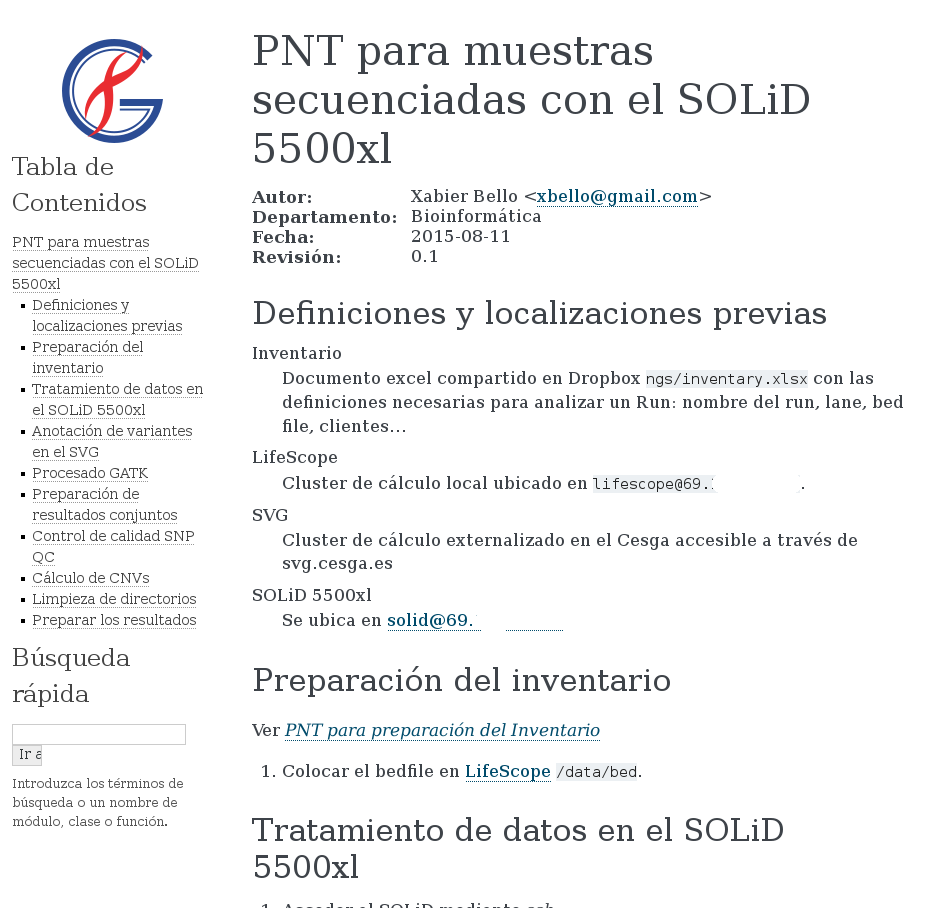 Tabla de
Contenidos
PNT para muestras
secuenciadas con el SOLiD
5500xl
Definiciones y
localizaciones previas
Preparación del
inventario
Tratamiento de datos en
el SOLiD 5500xl
Anotación de variantes
en el SVG
Procesado GATK
Preparación de
resultados conjuntos
Control de calidad SNP
QC
Cálculo de CNVs
Limpieza de directorios
Preparar los resultados
Búsqueda
rápida
Ir a
Introduzca los términos de
búsqueda o un nombre de
módulo, clase o función.
PNT para muestras
secuenciadas con el SOLiD
5500xl
Autor: Xabier Bello <xbello@gmail.com>
Departamento: Bioinformática
Fecha: 2015-08-11
Revisión: 0.1
Definiciones y localizaciones previas
Inventario
Documento excel compartido en Dropbox ngs/inventary.xlsx con las
definiciones necesarias para analizar un Run: nombre del run, lane, bed
file, clientes...
LifeScope
Cluster de cálculo local ubicado en lifescope@69. .
SVG
Cluster de cálculo externalizado en el Cesga accesible a través de
svg.cesga.es
SOLiD 5500xl
Se ubica en solid@69.
Preparación del inventario
Ver PNT para preparación del Inventario
1. Colocar el bedfile en LifeScope /data/bed.
Tratamiento de datos en el SOLiD
5500xl
1. Acceder al SOLiD mediante ssh